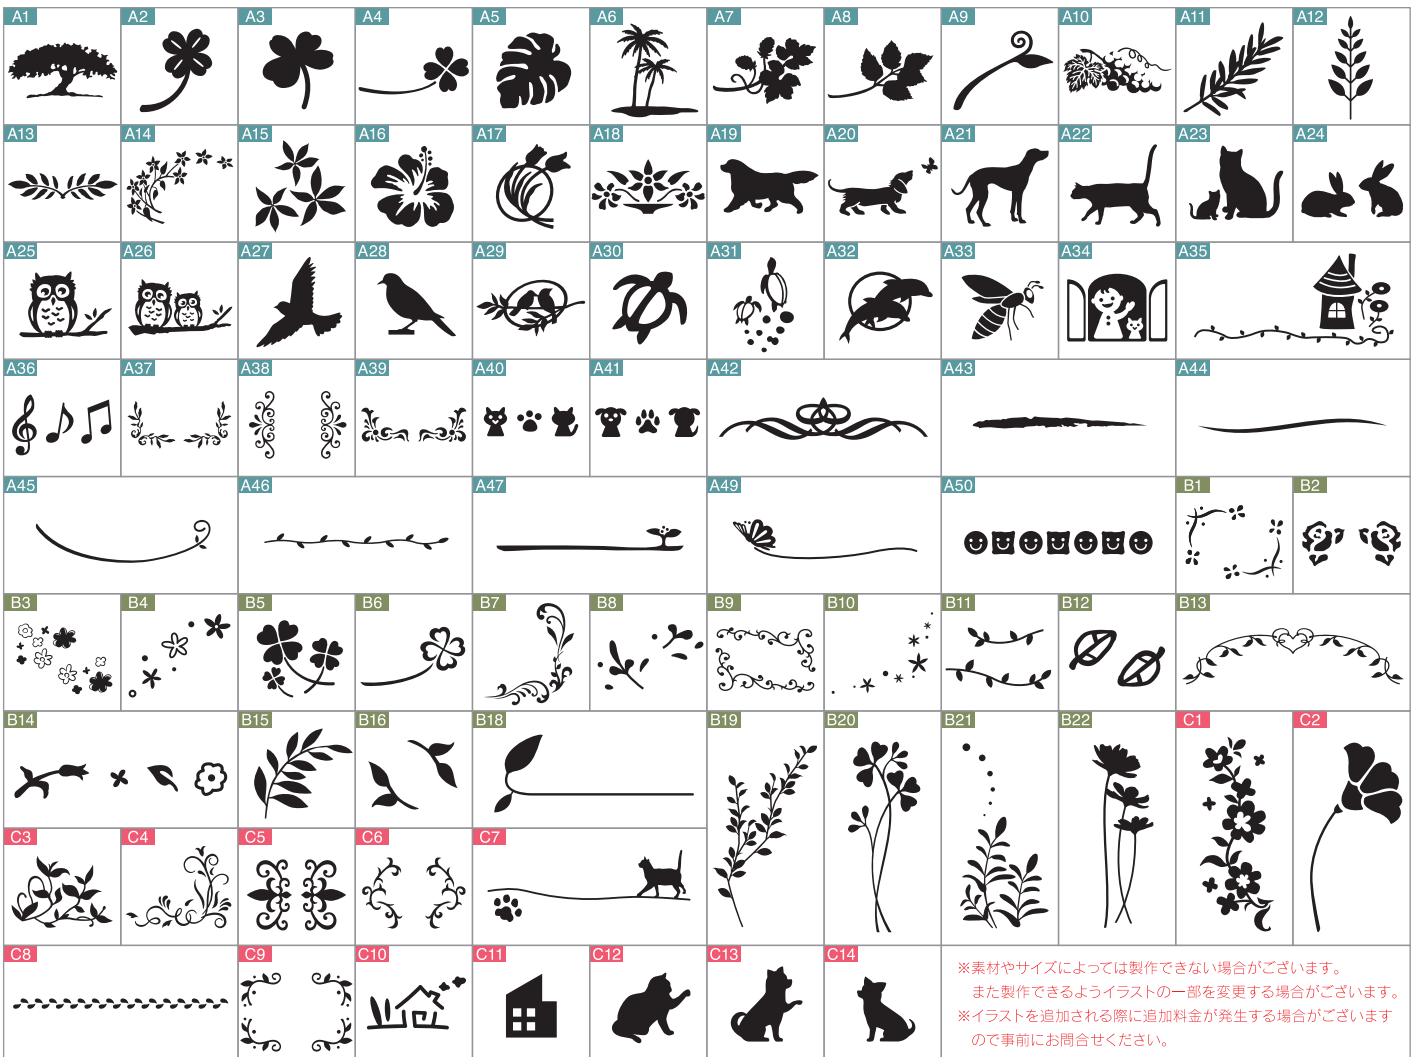 A1 A2 A3 A4 A5 A6 A7 A8 A9 A10 A11 A12
A13 A14 A15 A16 A17 A18 A19 A20 A21 A22 A23 A24
A25 A26 A27 A28 A29 A30 A31 A32 A33 A34 A35
A36 A37 A38 A39 A40 A41 A42 A43 A44
A45 A46 A47 A49 A50 B1 B2
B3 B4 B5 B6 B7 B8 B9 B10 B11 B12 B13
B14 B15 B16 B18 B19 B20 B21 B22 C1 C2
C3 C4 C5 C6 C7
C8 C9 C10 C11 C12 C13 C14
※素材やサイズによっては製作できない場合がございます。
また製作できるようイラストの一部を変更する場合がございます。
※イラストを追加される際に追加料金が発生する場合がございます
ので事前にお問合せください。